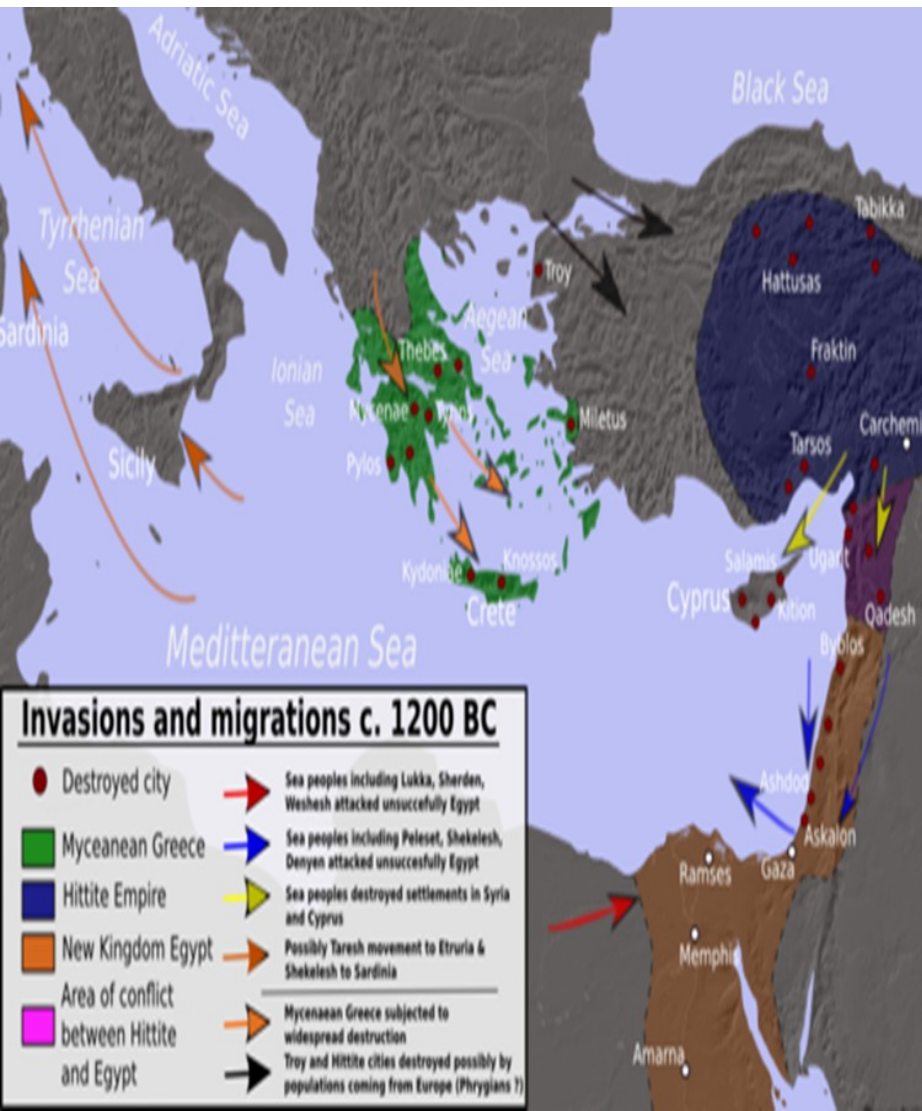 Adriatic Sea
Black Sea
Tyrrhenian
Sea
Tabikka
Hattusas
Troy
Sardinia
Aegean
Sea
Thebes
Fraktin
Ionian
Sea
Mycenae
Miletus
Carchemi
Tarsos
Sicily
Pylos
Salamis
Kydoniae
Knossos
Cyprus
Kition
Crete
Qadesh
Meditteranean Sea
Byblos
Ashdod
Askalon
Ramses
Gaza
Memphis
Amarna
Invasions and migrations c. 1200 BC
Destroyed city
Myceanean Greece
Hittite Empire
New Kingdom Egypt
Area of conflict
between Hittite
and Egypt
Sea peoples including Lukka, Sherden,
Weshesh attacked unsuccefully Egypt
Sea peoples including Peleset, Shekelesh,
Denyen attacked unsuccesfully Egypt
Sea peoples destroyed settlements in Syria
and Cyprus
Possibly Taresh movement to Etruria &
Shekelesh to Sardinia
Mycenaean Greece subjected to
widespread destruction
Troy and Hittite cities destroyed possibly by
populations coming from Europe (Phrygians ?)